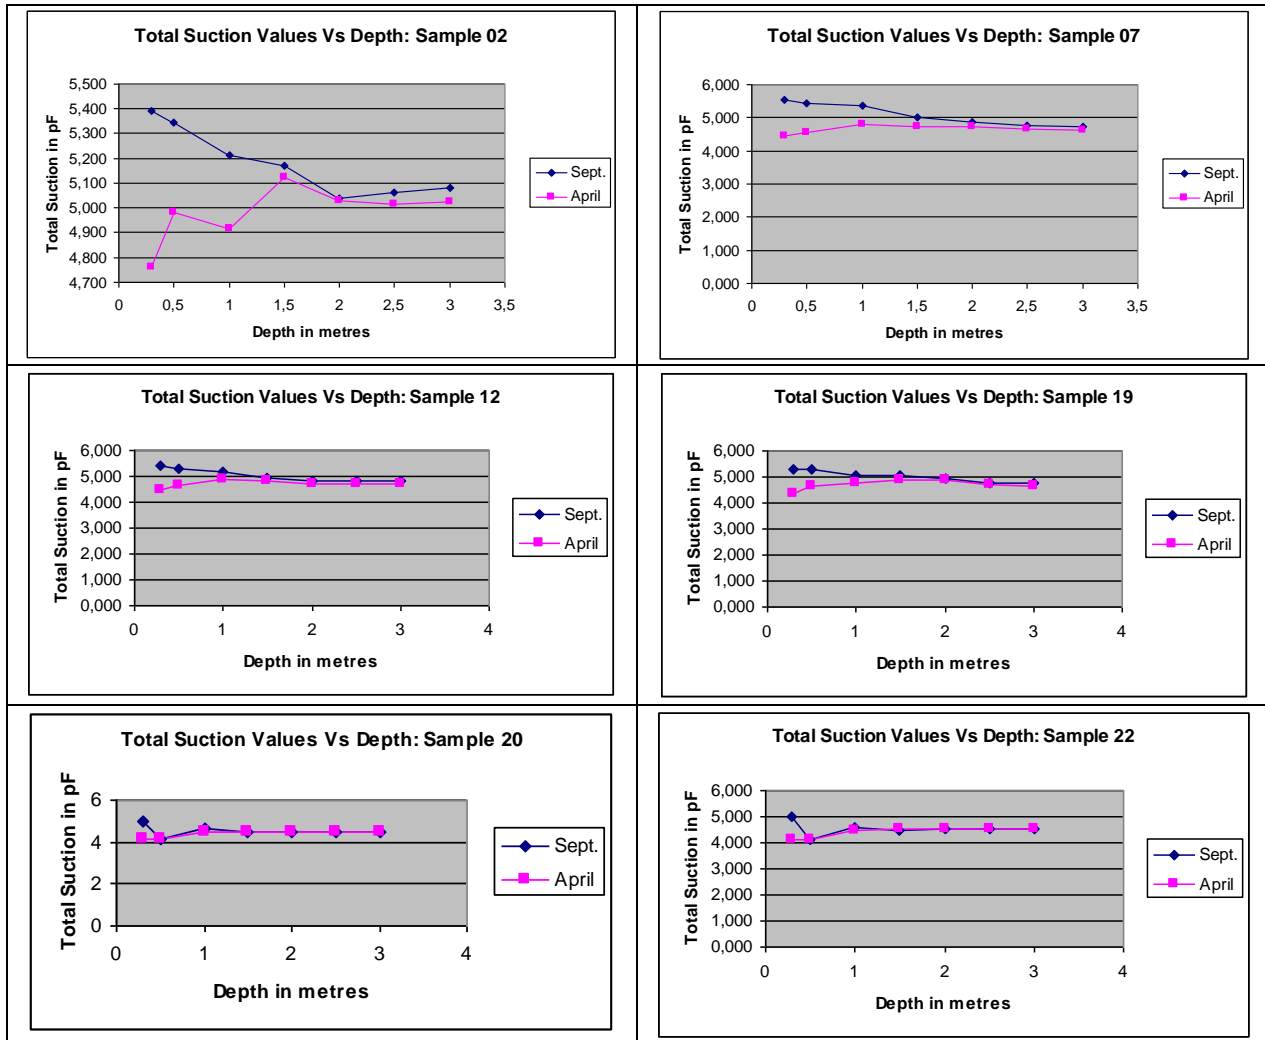 Total Suction Values Vs Depth: Sample 02
Total Suction in pF
5,500
5,400
5,300
5,200
5,100
5,000
4,900
4,800
4,700
0 0,5 1 1,5 2 2,5 3 3,5
Depth in metres
Sept.
April
Total Suction Values Vs Depth: Sample 07
Total Suction in pF
6,000
5,000
4,000
3,000
2,000
1,000
0,000
0 0,5 1 1,5 2 2,5 3 3,5
Depth in metres
Sept.
April
Total Suction Values Vs Depth: Sample 12
Total Suction in pF
6,000
5,000
4,000
3,000
2,000
1,000
0,000
0 1 2 3 4
Depth in metres
Sept.
April
Total Suction Values Vs Depth: Sample 19
Total Suction in pF
6,000
5,000
4,000
3,000
2,000
1,000
0,000
0 1 2 3 4
Depth in metres
Sept.
April
Total Suction Values Vs Depth: Sample 20
Total Suction in pF
6
4
2
0
0 1 2 3 4
Depth in metres
Sept.
April
Total Suction Values Vs Depth: Sample 22
Total Suction in pF
6,000
5,000
4,000
3,000
2,000
1,000
0,000
0 1 2 3 4
Depth in metres
Sept.
April